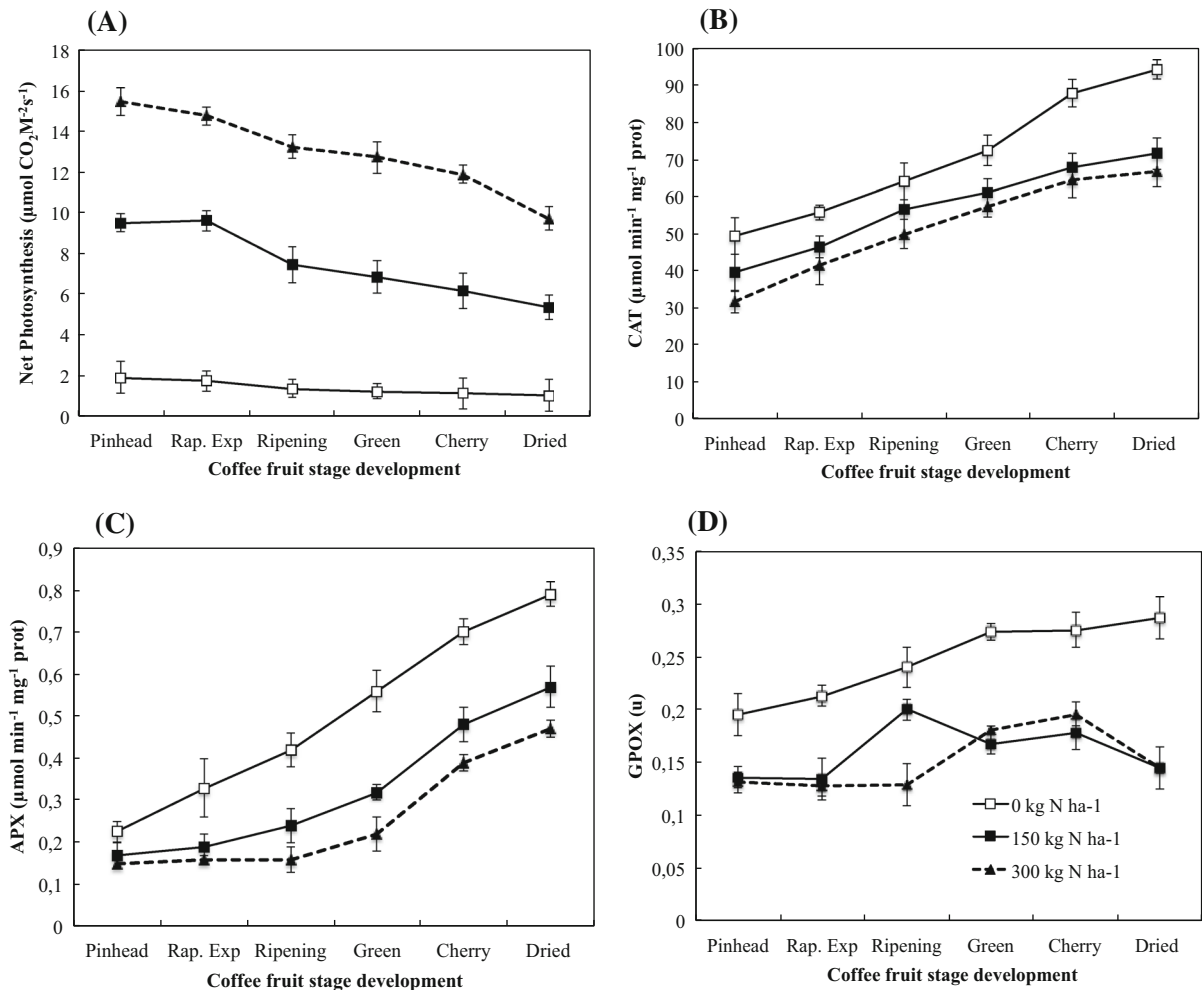 (A)
Net Photosynthesis (µmol CO₂M⁻²s⁻¹)
18
16
14
12
10
8
6
4
2
0
Pinhead Rap. Exp Ripening Green Cherry Dried
Coffee fruit stage development
(B)
CAT (µmol min⁻¹ mg⁻¹ prot)
100
90
80
70
60
50
40
30
20
10
0
Pinhead Rap. Exp Ripening Green Cherry Dried
Coffee fruit stage development
(C)
APX (µmol min⁻¹ mg⁻¹ prot)
0,9
0,8
0,7
0,6
0,5
0,4
0,3
0,2
0,1
0
Pinhead Rap. Exp Ripening Green Cherry Dried
Coffee fruit stage development
(D)
GPOX (u)
0,35
0,3
0,25
0,2
0,15
0,1
0,05
0
0 kg N ha-1
150 kg N ha-1
300 kg N ha-1
Pinhead Rap. Exp Ripening Green Cherry Dried
Coffee fruit stage development